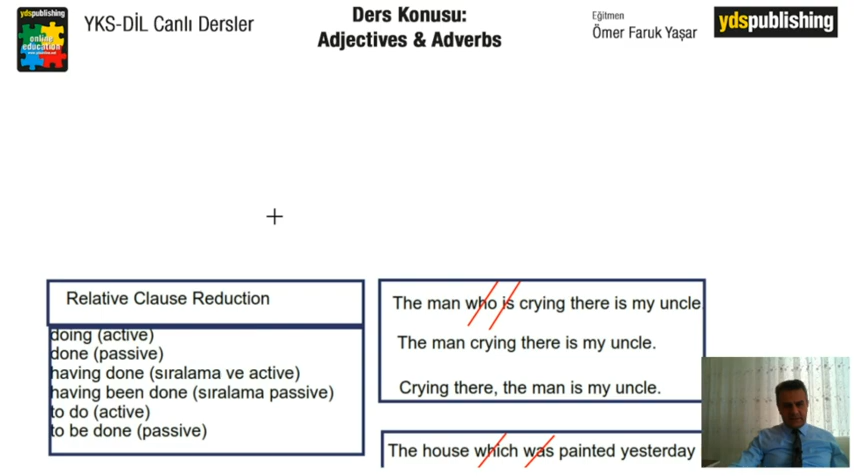 ydspublishing
online
education
YKS-DİL Canlı Dersler
Ders Konusu:
Adjectives & Adverbs
Eğitmen
Ömer Faruk Yaşar
ydspublishing
Relative Clause Reduction
doing (active)
done (passive)
having done (sıralama ve active)
having been done (sıralama passive)
to do (active)
to be done (passive)
The man who is crying there is my uncle.
The man crying there is my uncle.
Crying there, the man is my uncle.
The house which was painted yesterday